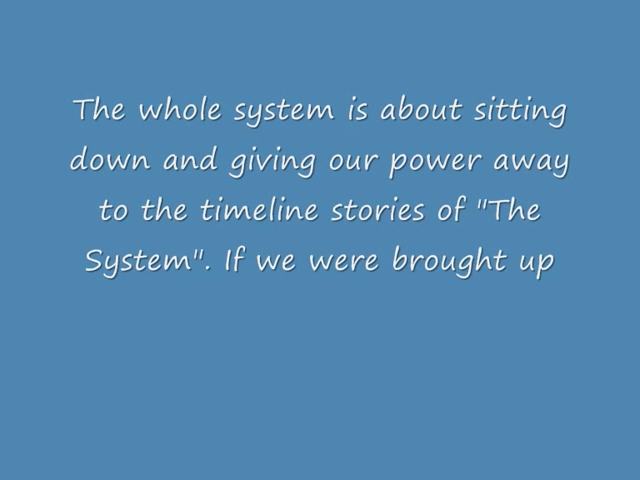 The whole system is about sitting
down and giving our power away
to the timeline stories of "The
System". If we were brought up